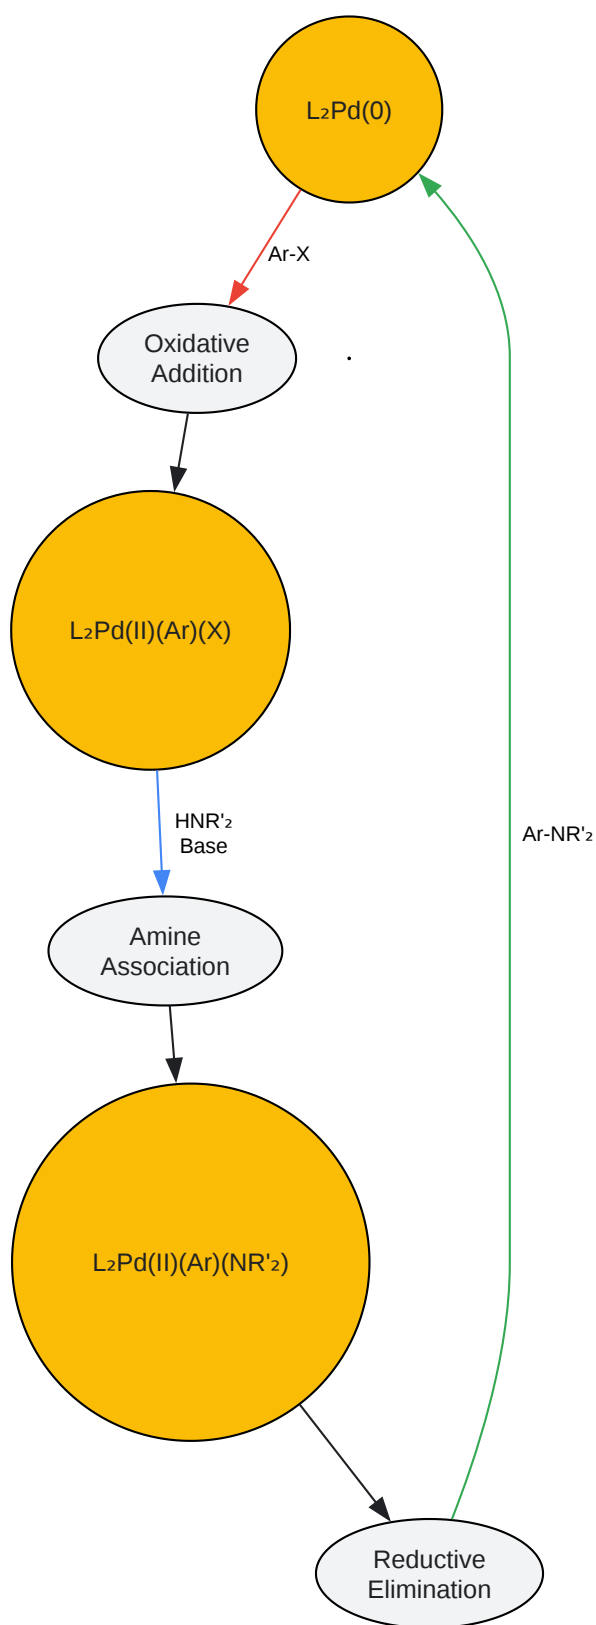 L₂Pd(0)
Ar-X
Oxidative
Addition
.
L₂Pd(II)(Ar)(X)
HNR'₂
Base
Ar-NR'₂
Amine
Association
L₂Pd(II)(Ar)(NR'₂)
Reductive
Elimination